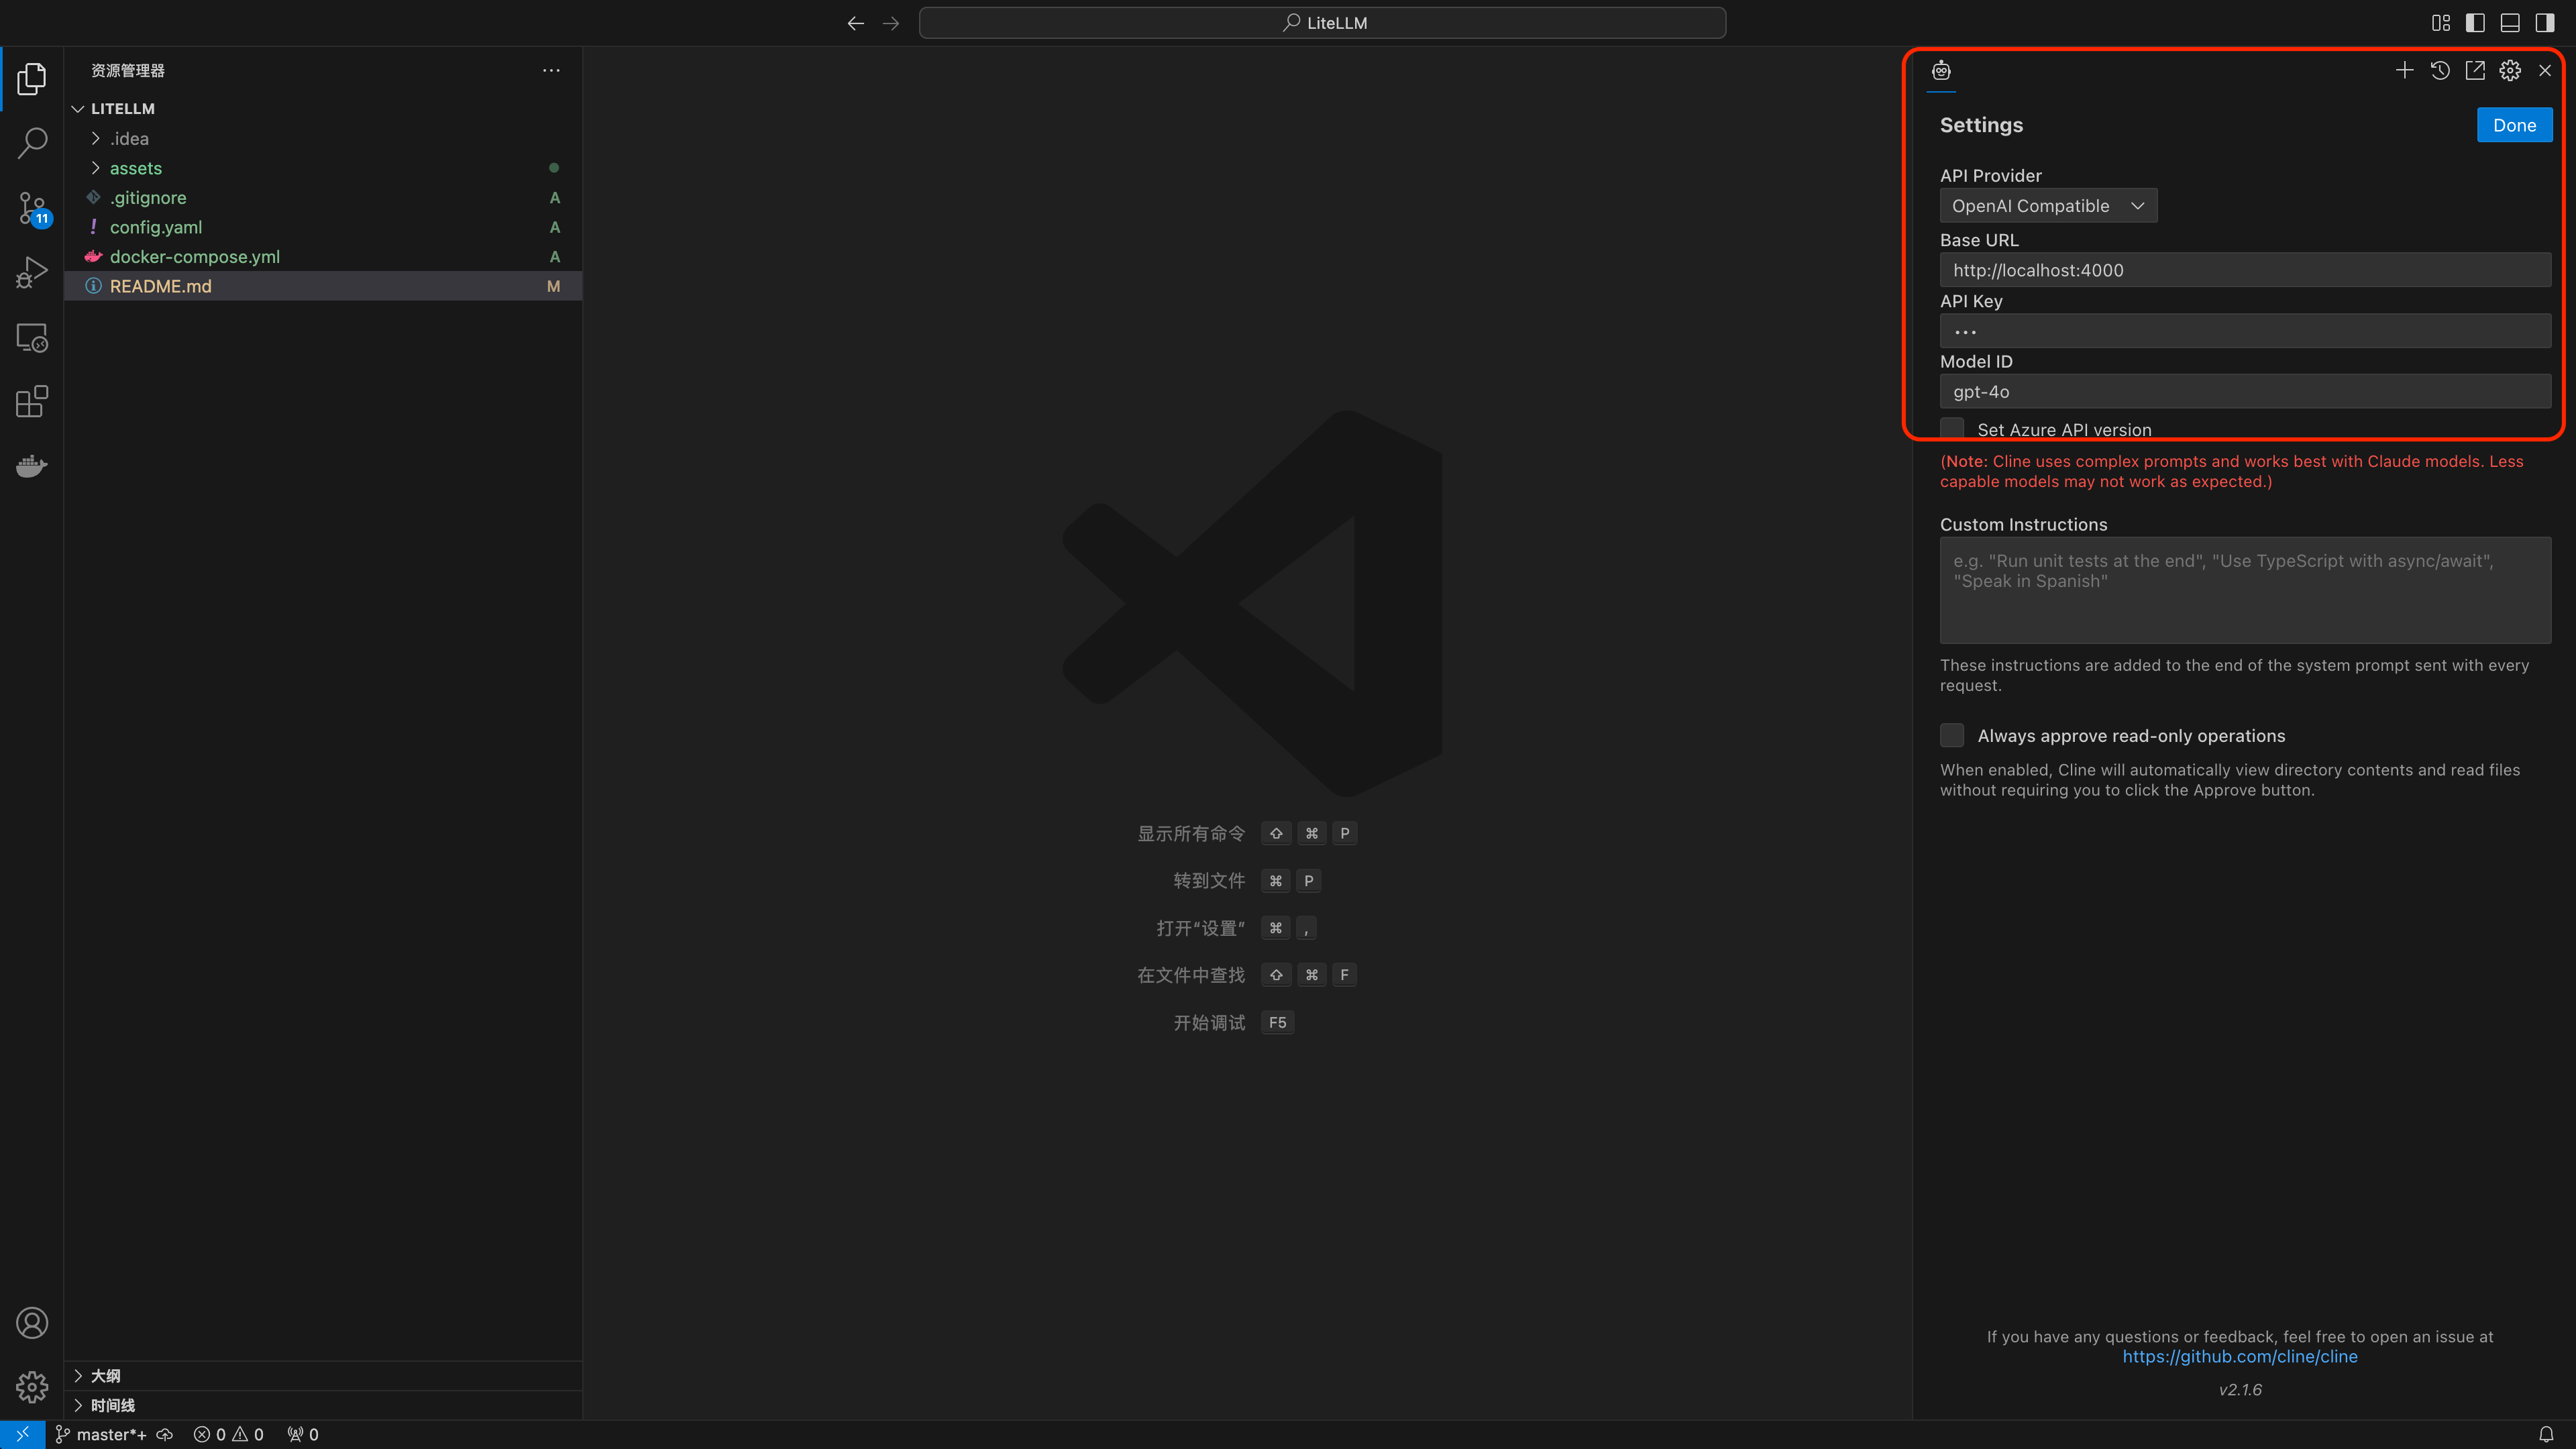 LiteLLM
资源管理器
LITELLM
.idea
assets
.gitignore A
config.yaml A
docker-compose.yml A
README.md M
11
显示所有命令 ⇧ ⌘ P
转到文件 ⌘ P
打开“设置” ⌘ ,
在文件中查找 ⇧ ⌘ F
开始调试 F5
Settings
Done
API Provider
OpenAI Compatible
Base URL
http://localhost:4000
API Key
•••
Model ID
gpt-4o
Set Azure API version
(Note: Cline uses complex prompts and works best with Claude models. Less
capable models may not work as expected.)
Custom Instructions
e.g. "Run unit tests at the end", "Use TypeScript with async/await",
"Speak in Spanish"
These instructions are added to the end of the system prompt sent with every
request.
Always approve read-only operations
When enabled, Cline will automatically view directory contents and read files
without requiring you to click the Approve button.
If you have any questions or feedback, feel free to open an issue at
https://github.com/cline/cline
v2.1.6
大纲
时间线
master*+ 0 0 0